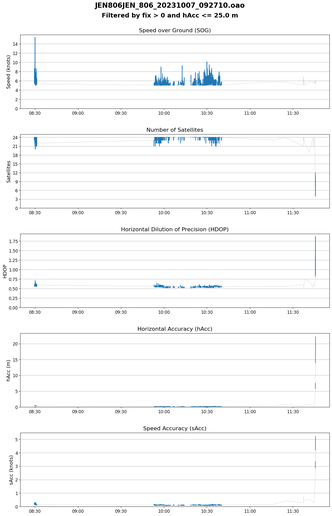 JEN806JEN_806_20231007_092710.oao
Filtered by fix > 0 and hAcc <= 25.0 m
Speed over Ground (SOG)
Speed (knots)
14
12
10
8
6
4
2
0
08:30 09:00 09:30 10:00 10:30 11:00 11:30
Number of Satellites
Satellites
24
21
18
15
12
9
6
3
0
08:30 09:00 09:30 10:00 10:30 11:00 11:30
Horizontal Dilution of Precision (HDOP)
HDOP
1.75
1.50
1.25
1.00
0.75
0.50
0.25
0.00
08:30 09:00 09:30 10:00 10:30 11:00 11:30
Horizontal Accuracy (hAcc)
hAcc (m)
20
15
10
5
0
08:30 09:00 09:30 10:00 10:30 11:00 11:30
Speed Accuracy (sAcc)
sAcc (knots)
5
4
3
2
1
0
08:30 09:00 09:30 10:00 10:30 11:00 11:30